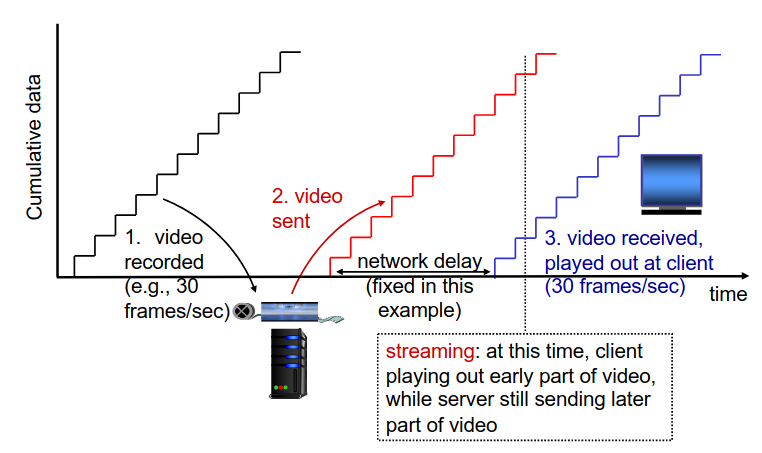 Cumulative data
2. video
sent
1. video
recorded
(e.g., 30
frames/sec)
network delay
(fixed in this
example)
3. video received,
played out at client
(30 frames/sec)
time
streaming: at this time, client
playing out early part of video,
while server still sending later
part of video